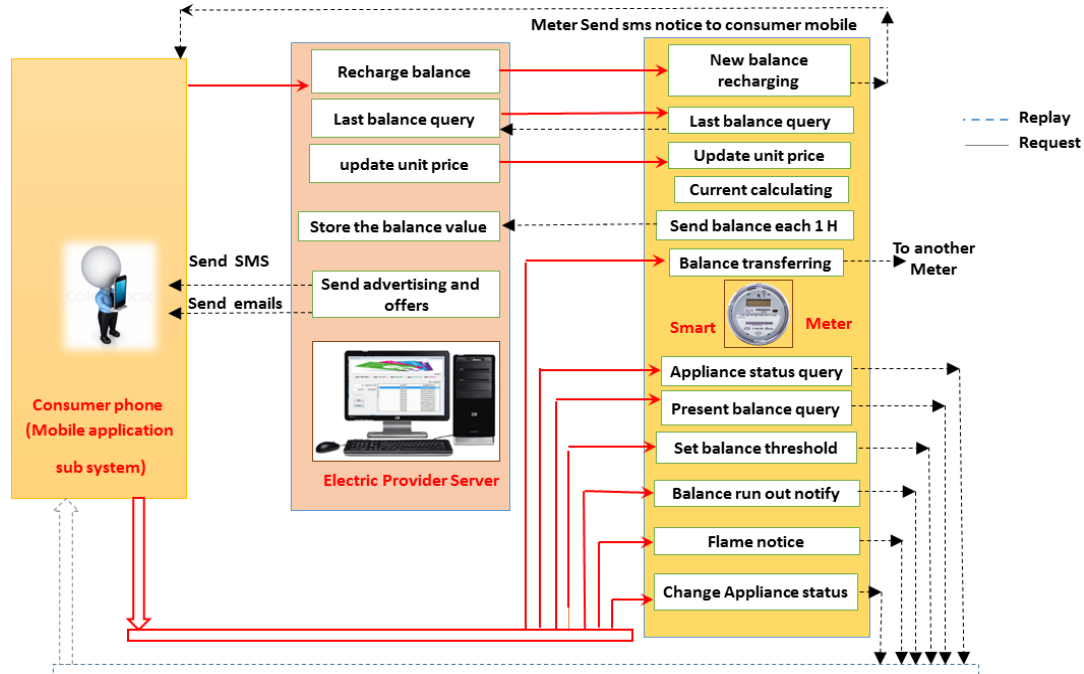 Meter Send sms notice to consumer mobile
Recharge balance
New balance
recharging
Last balance query
Last balance query
Replay
Request
update unit price
Update unit price
Current calculating
Store the balance value
Send balance each 1 H
To another
Meter
Balance transferring
Send SMS
Send emails
Send advertising and
offers
Smart
Meter
Appliance status query
Present balance query
Consumer phone
(Mobile application
sub system)
Set balance threshold
Electric Provider Server
Balance run out notify
Flame notice
Change Appliance status